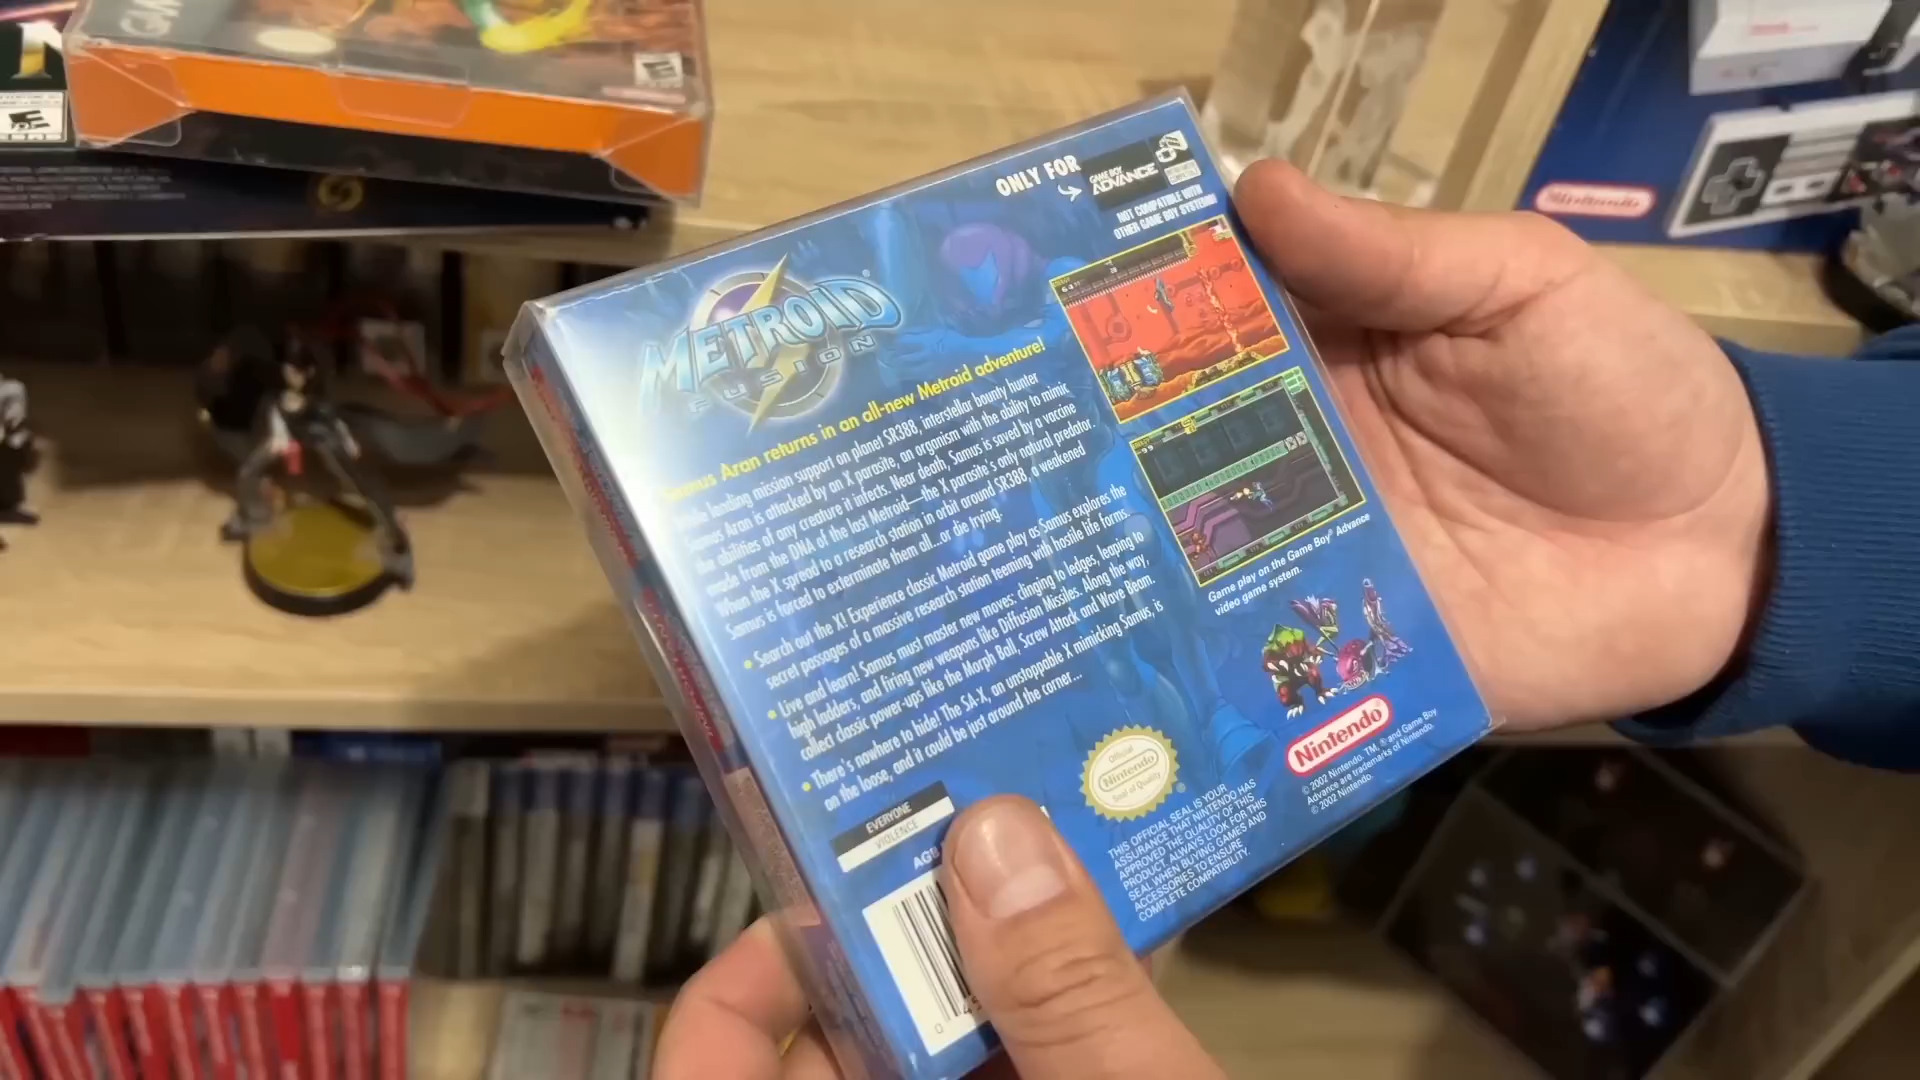 ONLY FOR
GAME BOY
ADVANCE
NOT COMPATIBLE WITH
OTHER GAME BOY SYSTEMS!
METROID®
FUSION
Samus Aran returns in an all-new Metroid adventure!
While lending mission support on planet SR388, interstellar bounty hunter
Samus Aran is attacked by an X parasite, an organism with the ability to mimic
the abilities of any creature it infects. Near death, Samus is saved by a vaccine
made from the DNA of the last Metroid—the X parasite's only natural predator.
When the X spread to a research station in orbit around SR388, a weakened
Samus is forced to exterminate them all...or die trying.
• Search out the X! Experience classic Metroid game play as Samus explores the
secret passages of a massive research station teeming with hostile life forms.
• Live and learn! Samus must master new moves: clinging to ledges, leaping to
high ladders, and firing new weapons like Diffusion Missiles. Along the way,
collect classic power-ups like the Morph Ball, Screw Attack and Wave Beam.
• There's nowhere to hide! The SA-X, an unstoppable X mimicking Samus, is
on the loose, and it could be just around the corner...
Game play on the Game Boy® Advance
video game system.
Nintendo®
© 2002 Nintendo. TM, ® and Game Boy
Advance are trademarks of Nintendo.
© 2002 Nintendo.
Official
Nintendo
Seal of Quality
®
THIS OFFICIAL SEAL IS YOUR
ASSURANCE THAT NINTENDO HAS
APPROVED THE QUALITY OF THIS
PRODUCT. ALWAYS LOOK FOR THIS
SEAL WHEN BUYING GAMES AND
ACCESSORIES TO ENSURE
COMPLETE COMPATIBILITY.
EVERYONE
VIOLENCE
AGB
0
Nintendo
E
E